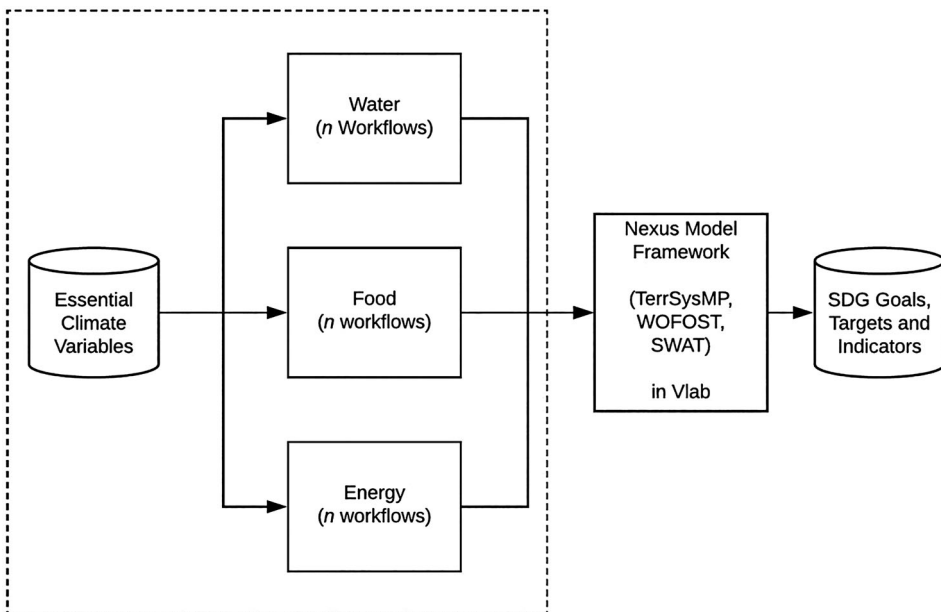 Water
(n Workflows)
Essential
Climate
Variables
Food
(n workflows)
Energy
(n workflows)
Nexus Model
Framework
(TerrSysMP,
WOFOST,
SWAT)
in Vlab
SDG Goals,
Targets and
Indicators